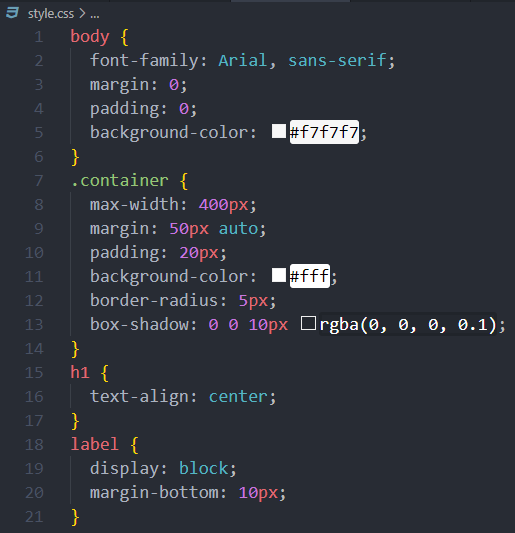 style.css > ...
1 body {
2   font-family: Arial, sans-serif;
3   margin: 0;
4   padding: 0;
5   background-color: #f7f7f7;
6 }
7 .container {
8   max-width: 400px;
9   margin: 50px auto;
10   padding: 20px;
11   background-color: #fff;
12   border-radius: 5px;
13   box-shadow: 0 0 10px rgba(0, 0, 0, 0.1);
14 }
15 h1 {
16   text-align: center;
17 }
18 label {
19   display: block;
20   margin-bottom: 10px;
21 }